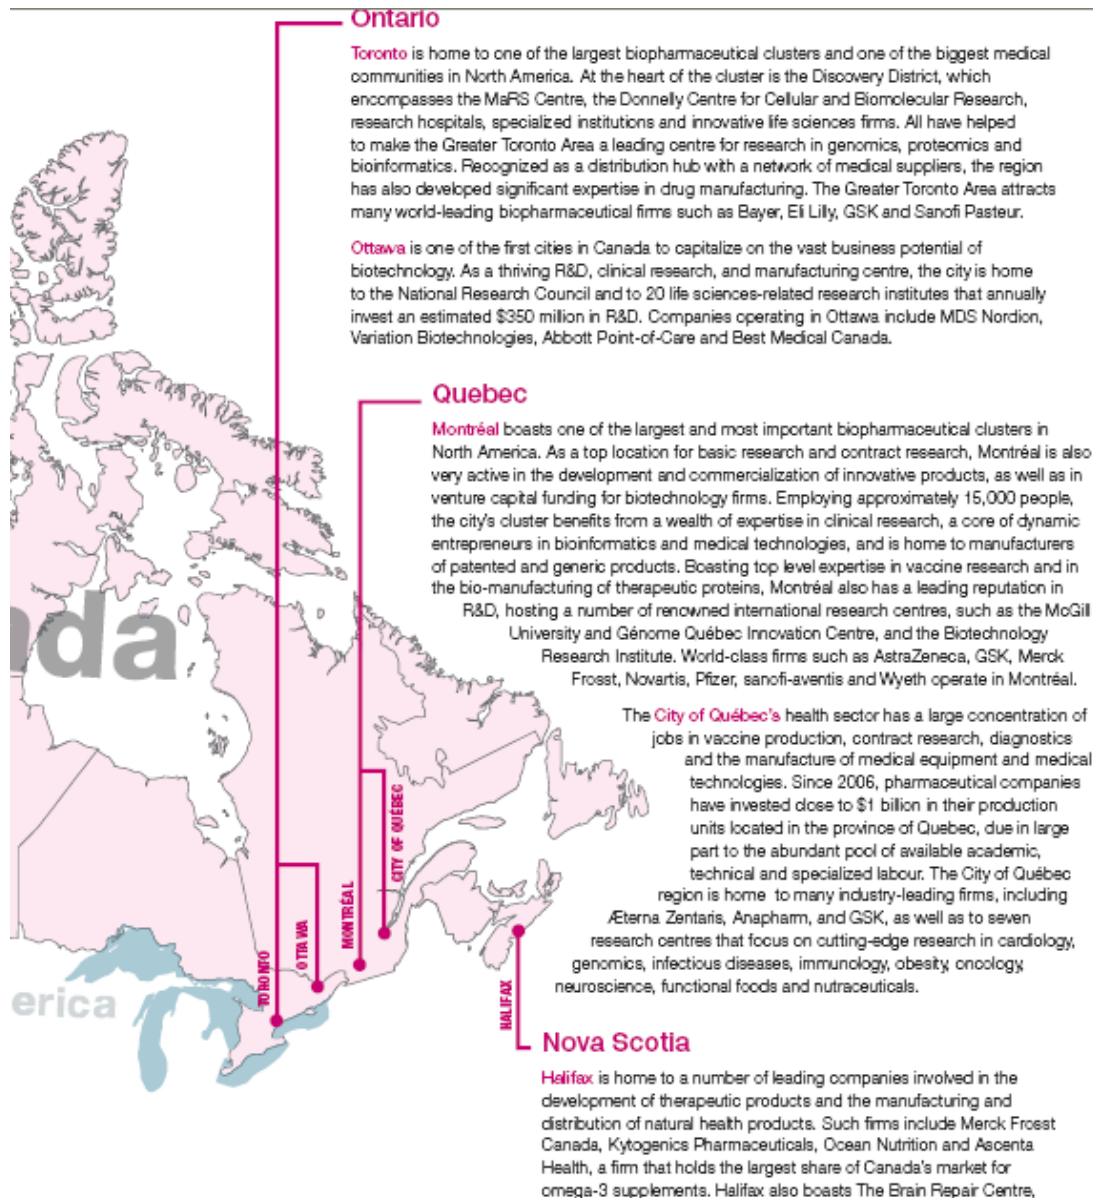 Ontario
Toronto is home to one of the largest biopharmaceutical clusters and one of the biggest medical
communities in North America. At the heart of the cluster is the Discovery District, which
encompasses the MaRS Centre, the Donnelly Centre for Cellular and Biomolecular Research,
research hospitals, specialized institutions and innovative life sciences firms. All have helped
to make the Greater Toronto Area a leading centre for research in genomics, proteomics and
bioinformatics. Recognized as a distribution hub with a network of medical suppliers, the region
has also developed significant expertise in drug manufacturing. The Greater Toronto Area attracts
many world-leading biopharmaceutical firms such as Bayer, Eli Lilly, GSK and Sanofi Pasteur.
Ottawa is one of the first cities in Canada to capitalize on the vast business potential of
biotechnology. As a thriving R&D, clinical research, and manufacturing centre, the city is home
to the National Research Council and to 20 life sciences-related research institutes that annually
invest an estimated $350 million in R&D. Companies operating in Ottawa include MDS Nordion,
Variation Biotechnologies, Abbott Point-of-Care and Best Medical Canada.
Quebec
Montréal boasts one of the largest and most important biopharmaceutical clusters in
North America. As a top location for basic research and contract research, Montréal is also
very active in the development and commercialization of innovative products, as well as in
venture capital funding for biotechnology firms. Employing approximately 15,000 people,
the city's cluster benefits from a wealth of expertise in clinical research, a core of dynamic
entrepreneurs in bioinformatics and medical technologies, and is home to manufacturers
of patented and generic products. Boasting top level expertise in vaccine research and in
the bio-manufacturing of therapeutic proteins, Montréal also has a leading reputation in
R&D, hosting a number of renowned international research centres, such as the McGill
University and Génome Québec Innovation Centre, and the Biotechnology
Research Institute. World-class firms such as AstraZeneca, GSK, Merck
Frosst, Novartis, Pfizer, sanofi-aventis and Wyeth operate in Montréal.
The City of Québec's health sector has a large concentration of
jobs in vaccine production, contract research, diagnostics
and the manufacture of medical equipment and medical
technologies. Since 2006, pharmaceutical companies
have invested close to $1 billion in their production
units located in the province of Quebec, due in large
part to the abundant pool of available academic,
technical and specialized labour. The City of Québec
region is home to many industry-leading firms, including
Æterna Zentaris, Anapharm, and GSK, as well as to seven
research centres that focus on cutting-edge research in cardiology,
genomics, infectious diseases, immunology, obesity, oncology,
neuroscience, functional foods and nutraceuticals.
Nova Scotia
Halifax is home to a number of leading companies involved in the
development of therapeutic products and the manufacturing and
distribution of natural health products. Such firms include Merck Frosst
Canada, Kytogenics Pharmaceuticals, Ocean Nutrition and Ascenta
Health, a firm that holds the largest share of Canada's market for
omega-3 supplements. Halifax also boasts The Brain Repair Centre,
nada
erica
TORONTO
OTTAWA
MONTRÉAL
CITY OF QUÉBEC
HALIFAX